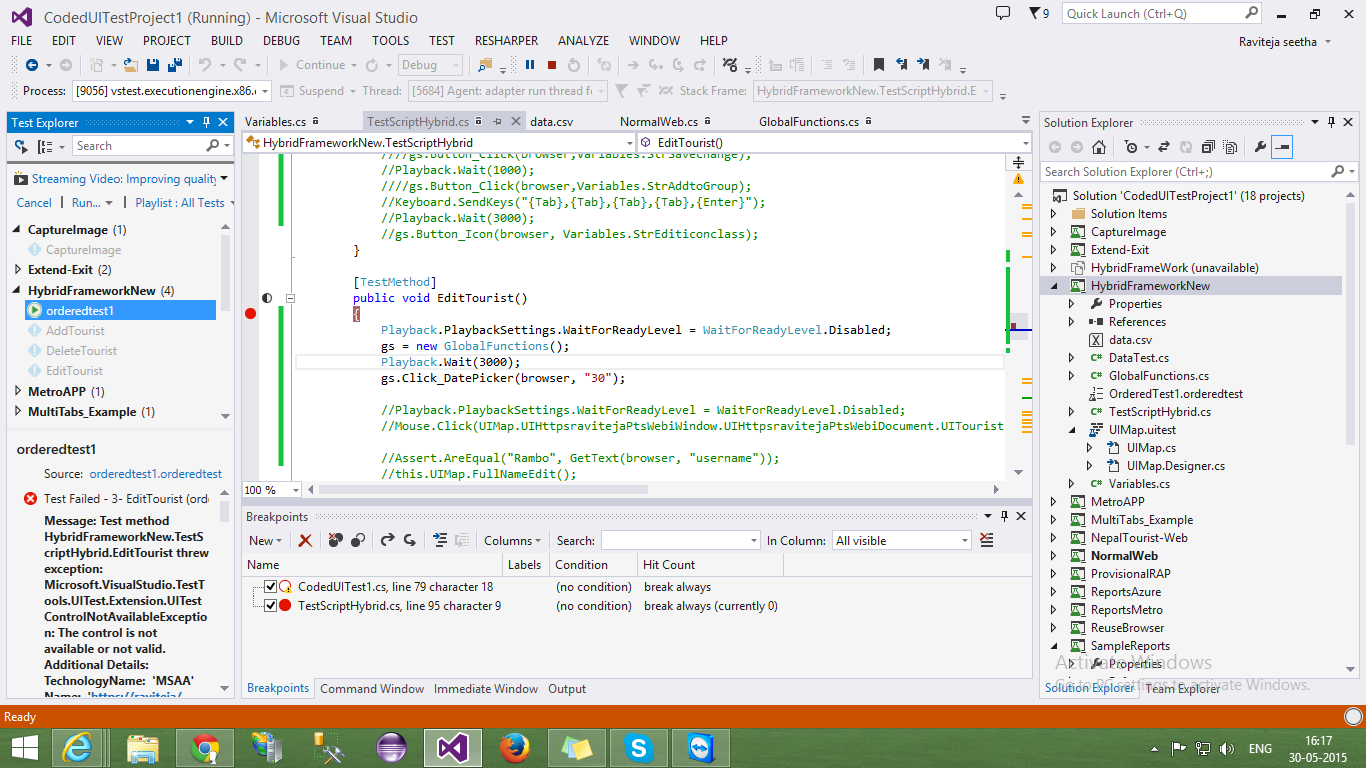 CodedUITestProject1 (Running) - Microsoft Visual Studio
9
Quick Launch (Ctrl+Q)
FILE EDIT VIEW PROJECT BUILD DEBUG TEAM TOOLS TEST RESHARPER ANALYZE WINDOW HELP
Raviteja seetha
Continue Debug
Process: [9056] vstest.executionengine.x86. Suspend Thread: [5684] Agent: adapter run thread f Stack Frame: HybridFrameworkNew.TestScriptHybrid.E
Test Explorer
Search
Streaming Video: Improving quality
Cancel | Run... | Playlist : All Tests
CaptureImage (1)
CaptureImage
Extend-Exit (2)
HybridFrameworkNew (4)
orderedtest1
AddTourist
DeleteTourist
EditTourist
MetroAPP (1)
MultiTabs_Example (1)
orderedtest1
Source: orderedtest1.orderedtest
Test Failed - 3- EditTourist (orde
Message: Test method
HybridFrameworkNew.TestS
criptHybrid.EditTourist threw
exception:
Microsoft.VisualStudio.TestT
ools.UITest.Extension.UITest
ControlNotAvailableExceptio
n: The control is not
available or not valid.
Additional Details:
TechnologyName: 'MSAA'
Name: 'https://raviteja/
Variables.cs TestScriptHybrid.cs data.csv NormalWeb.cs GlobalFunctions.cs
HybridFrameworkNew.TestScriptHybrid EditTourist()
////gs.Button_Click(browser,Variables.StrSaveChange);
//Playback.Wait(1000);
////gs.Button_Click(browser,Variables.StrAddtoGroup);
//Keyboard.SendKeys("{Tab},{Tab},{Tab},{Tab},{Enter}");
//Playback.Wait(3000);
//gs.Button_Icon(browser, Variables.StrEditiconclass);
}
[TestMethod]
public void EditTourist()
{
Playback.PlaybackSettings.WaitForReadyLevel = WaitForReadyLevel.Disabled;
gs = new GlobalFunctions();
Playback.Wait(3000);
gs.Click_DatePicker(browser, "30");
//Playback.PlaybackSettings.WaitForReadyLevel = WaitForReadyLevel.Disabled;
//Mouse.Click(UIMap.UIHttpsravitejaPtsWebiWindow.UIHttpsravitejaPtsWebiDocument.UITourist
//Assert.AreEqual("Rambo", GetText(browser, "username"));
//this.UIMap.FullNameEdit();
100 %
Breakpoints
New Columns Search: In Column: All visible
Name Labels Condition Hit Count
CodedUITest1.cs, line 79 character 18 (no condition) break always
TestScriptHybrid.cs, line 95 character 9 (no condition) break always (currently 0)
Breakpoints Command Window Immediate Window Output
Solution Explorer
Search Solution Explorer (Ctrl+;)
Solution 'CodedUITestProject1' (18 projects)
Solution Items
CaptureImage
Extend-Exit
HybridFrameWork (unavailable)
HybridFrameworkNew
Properties
References
data.csv
C# DataTest.cs
C# GlobalFunctions.cs
OrderedTest1.orderedtest
C# TestScriptHybrid.cs
UIMap.uitest
UIMap.cs
UIMap.Designer.cs
C# Variables.cs
MetroAPP
MultiTabs_Example
NepalTourist-Web
NormalWeb
ProvisionalRAP
ReportsAzure
ReportsMetro
ReuseBrowser
SampleReports
Properties
Activate Windows
Go to PC settings to activate Windows.
Solution Explorer Team Explorer
Ready
ENG
16:17
30-05-2015